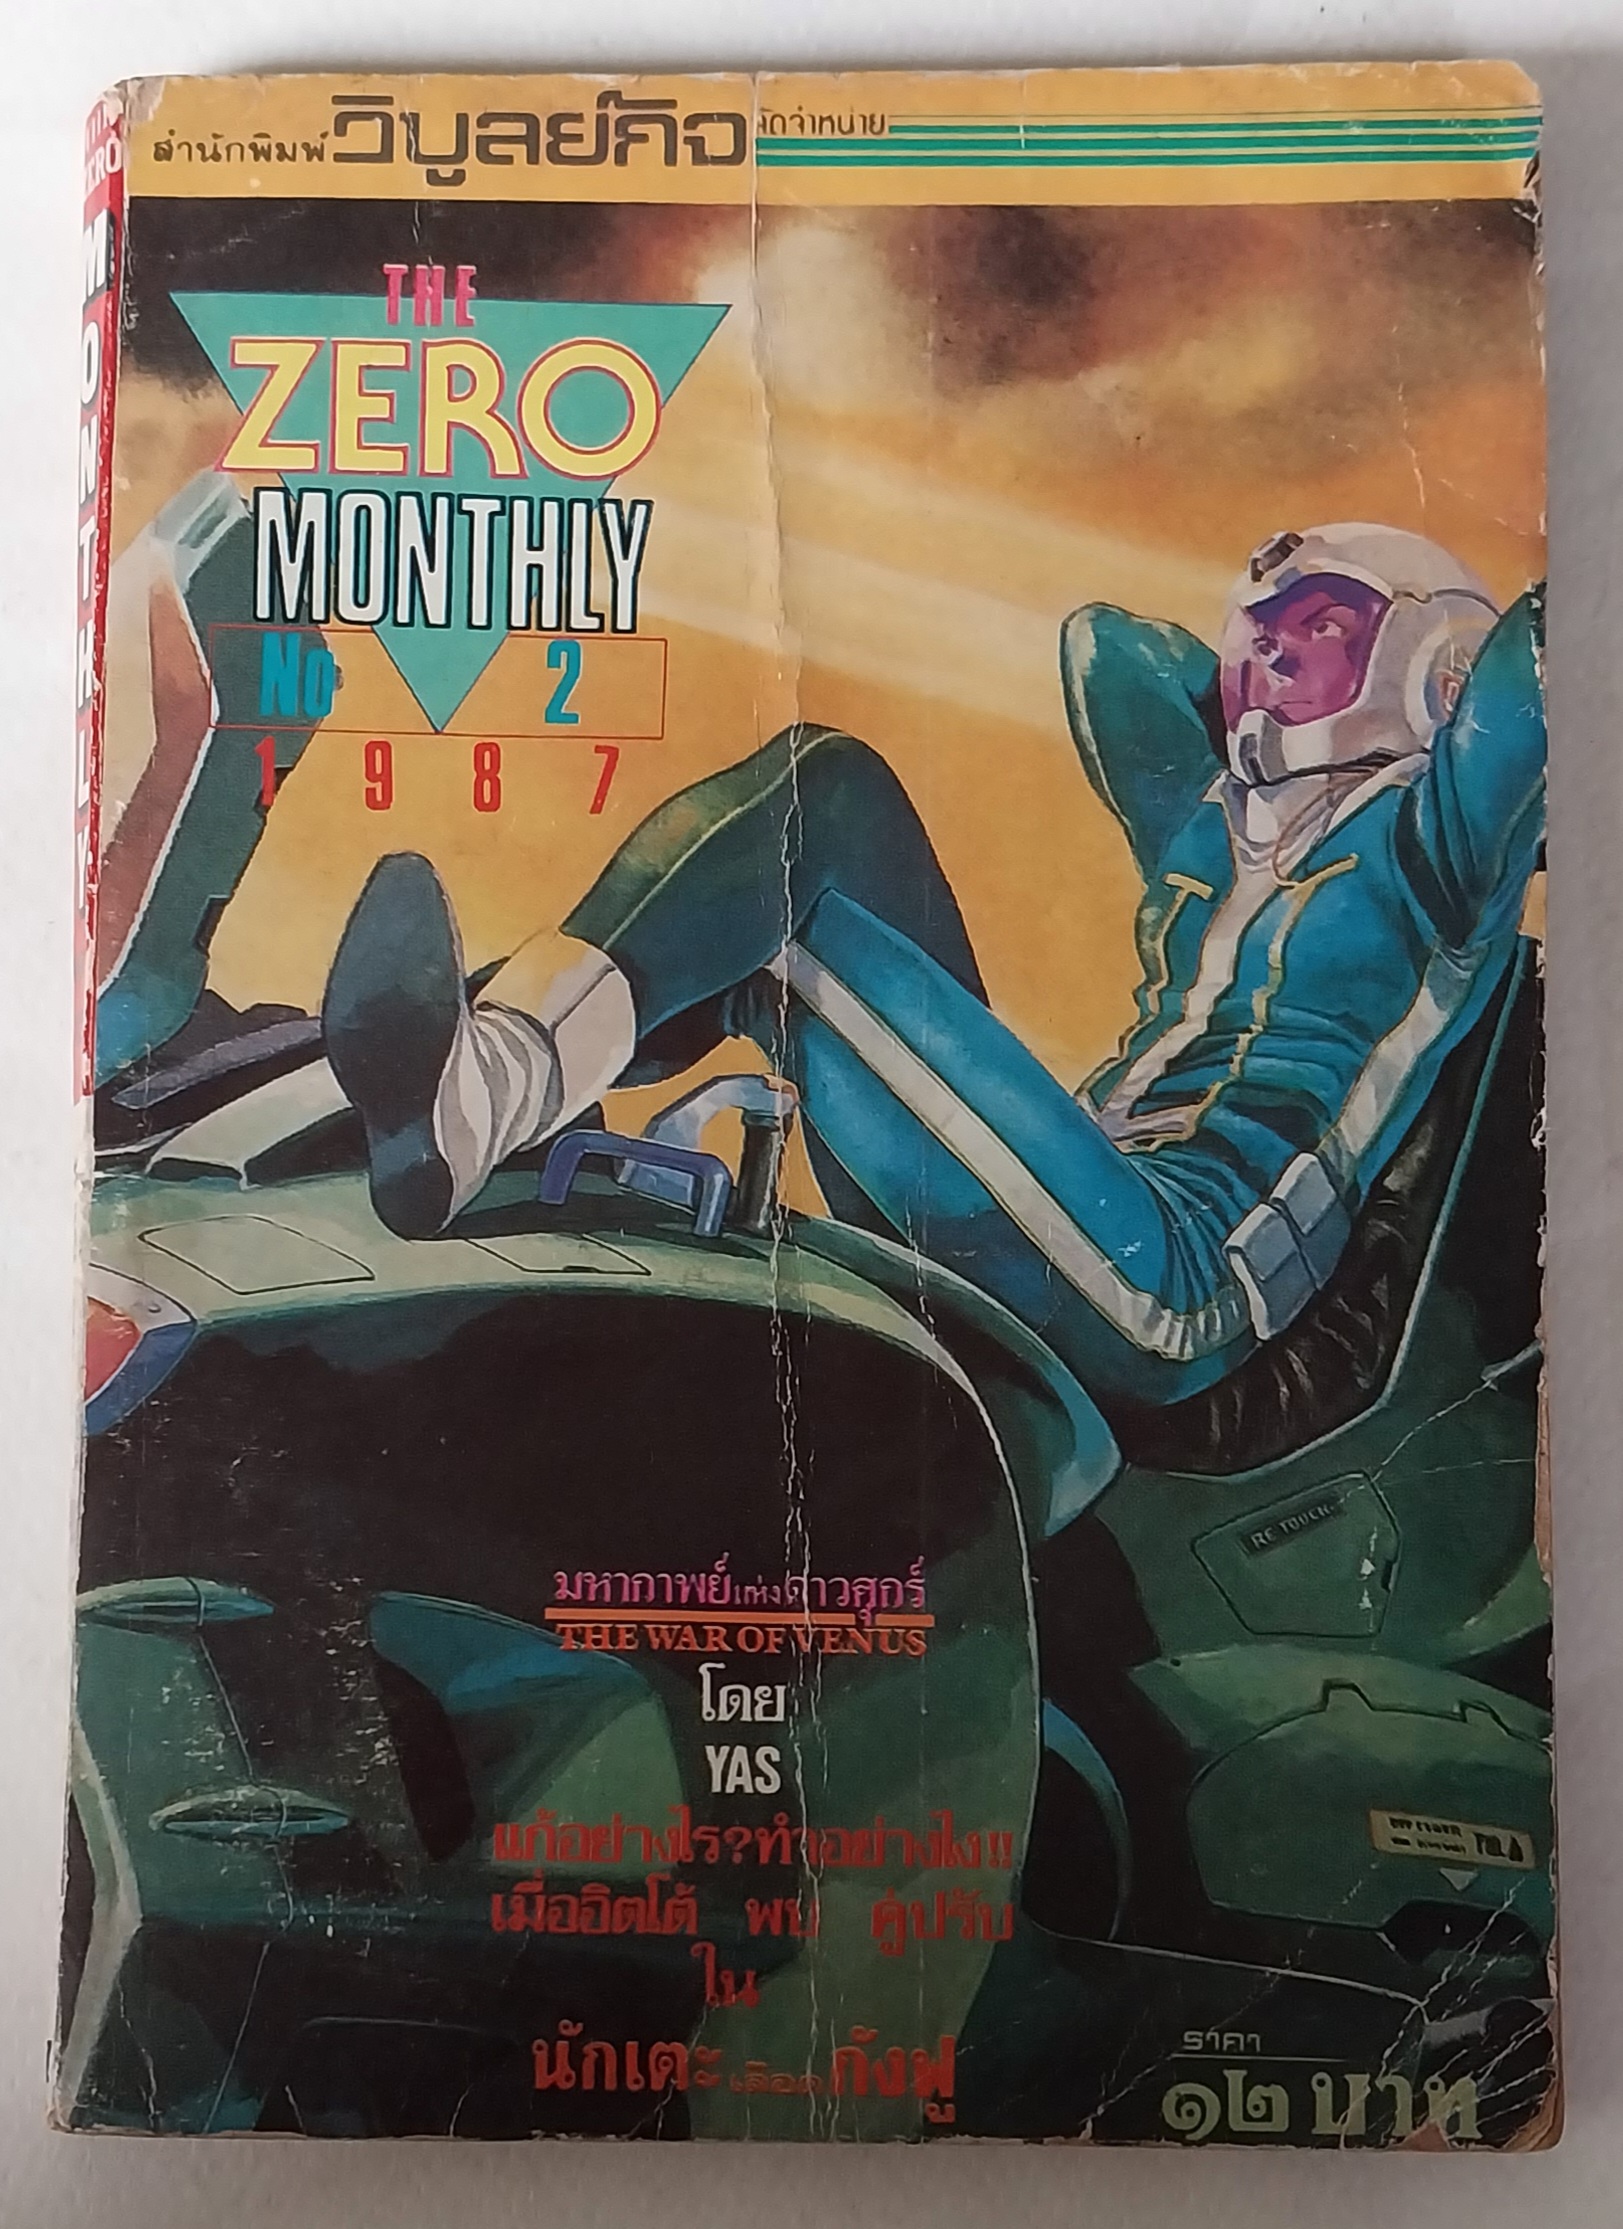 สำนักพิมพ์ วิบูลย์กิจ จัดจำหน่าย
ZERO MONTHLY
THE
ZERO
MONTHLY
No 2
1987
RE TOUCH
มหากาพย์แห่งดาวศุกร์
THE WAR OF VENUS
โดย
YAS
แก้อย่างไร?ทำอย่างไง!!
เมื่ออิตโต้ พบ คู่ปรับ
ใน
นักเตะเลือดกังฟู
ราคา
๑๒ บาท